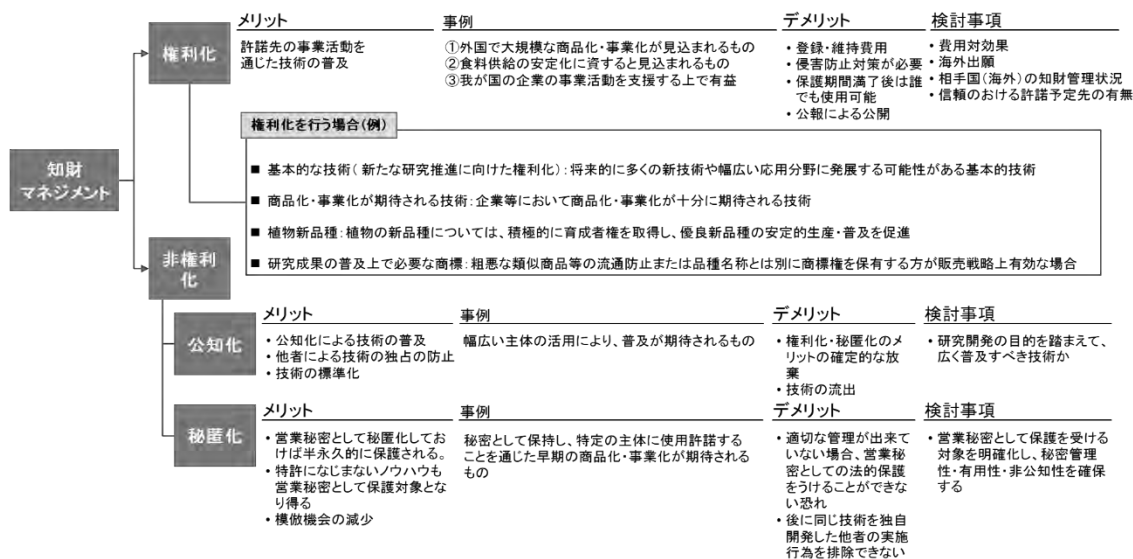 メリット
事例
デメリット
検討事項
権利化
許諾先の事業活動を
通じた技術の普及
①外国で大規模な商品化・事業化が見込まれるもの
②食料供給の安定化に資すると見込まれるもの
③我が国の企業の事業活動を支援する上で有益
・登録・維持費用
・侵害防止対策が必要
・保護期間満了後は誰
でも使用可能
・公報による公開
・費用対効果
・海外出願
・相手国(海外)の知財管理状況
・信頼のおける許諾予定先の有無
権利化を行う場合(例)
■ 基本的な技術( 新たな研究推進に向けた権利化):将来的に多くの新技術や幅広い応用分野に発展する可能性がある基本的技術
■ 商品化・事業化が期待される技術:企業等において商品化・事業化が十分に期待される技術
■ 植物新品種:植物の新品種については、積極的に育成者権を取得し、優良新品種の安定的生産・普及を促進
■ 研究成果の普及上で必要な商標:粗悪な類似商品等の流通防止または品種名称とは別に商標権を保有する方が販売戦略上有効な場合
知財
マネジメント
非権利
化
メリット
事例
デメリット
検討事項
公知化
・公知化による技術の普及
・他者による技術の独占の防止
・技術の標準化
幅広い主体の活用により、普及が期待されるもの
・権利化・秘匿化のメ
リットの確定的な放
棄
・技術の流出
・研究開発の目的を踏まえて、
広く普及すべき技術か
メリット
事例
デメリット
検討事項
秘匿化
・営業秘密として秘匿化してお
けば半永久的に保護される。
・特許になじまないノウハウも
営業秘密として保護対象とな
り得る
・模倣機会の減少
秘密として保持し、特定の主体に使用許諾する
ことを通じた早期の商品化・事業化が期待される
もの
・適切な管理が出来て
いない場合、営業秘
密としての法的保護
をうけることができな
い恐れ
・後に同じ技術を独自
開発した他者の実施
行為を排除できない
・営業秘密として保護を受ける
対象を明確化し、秘密管理
性・有用性・非公知性を確保
する